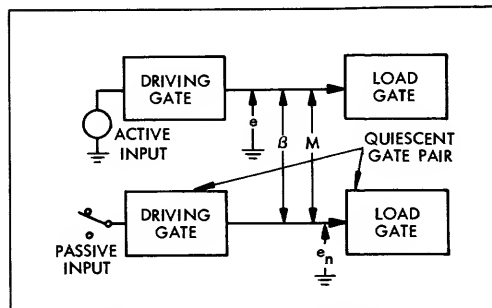 DRIVING
GATE
LOAD
GATE
ACTIVE
INPUT
e
β
M
QUIESCENT
GATE PAIR
DRIVING
GATE
LOAD
GATE
PASSIVE
INPUT
eₙ